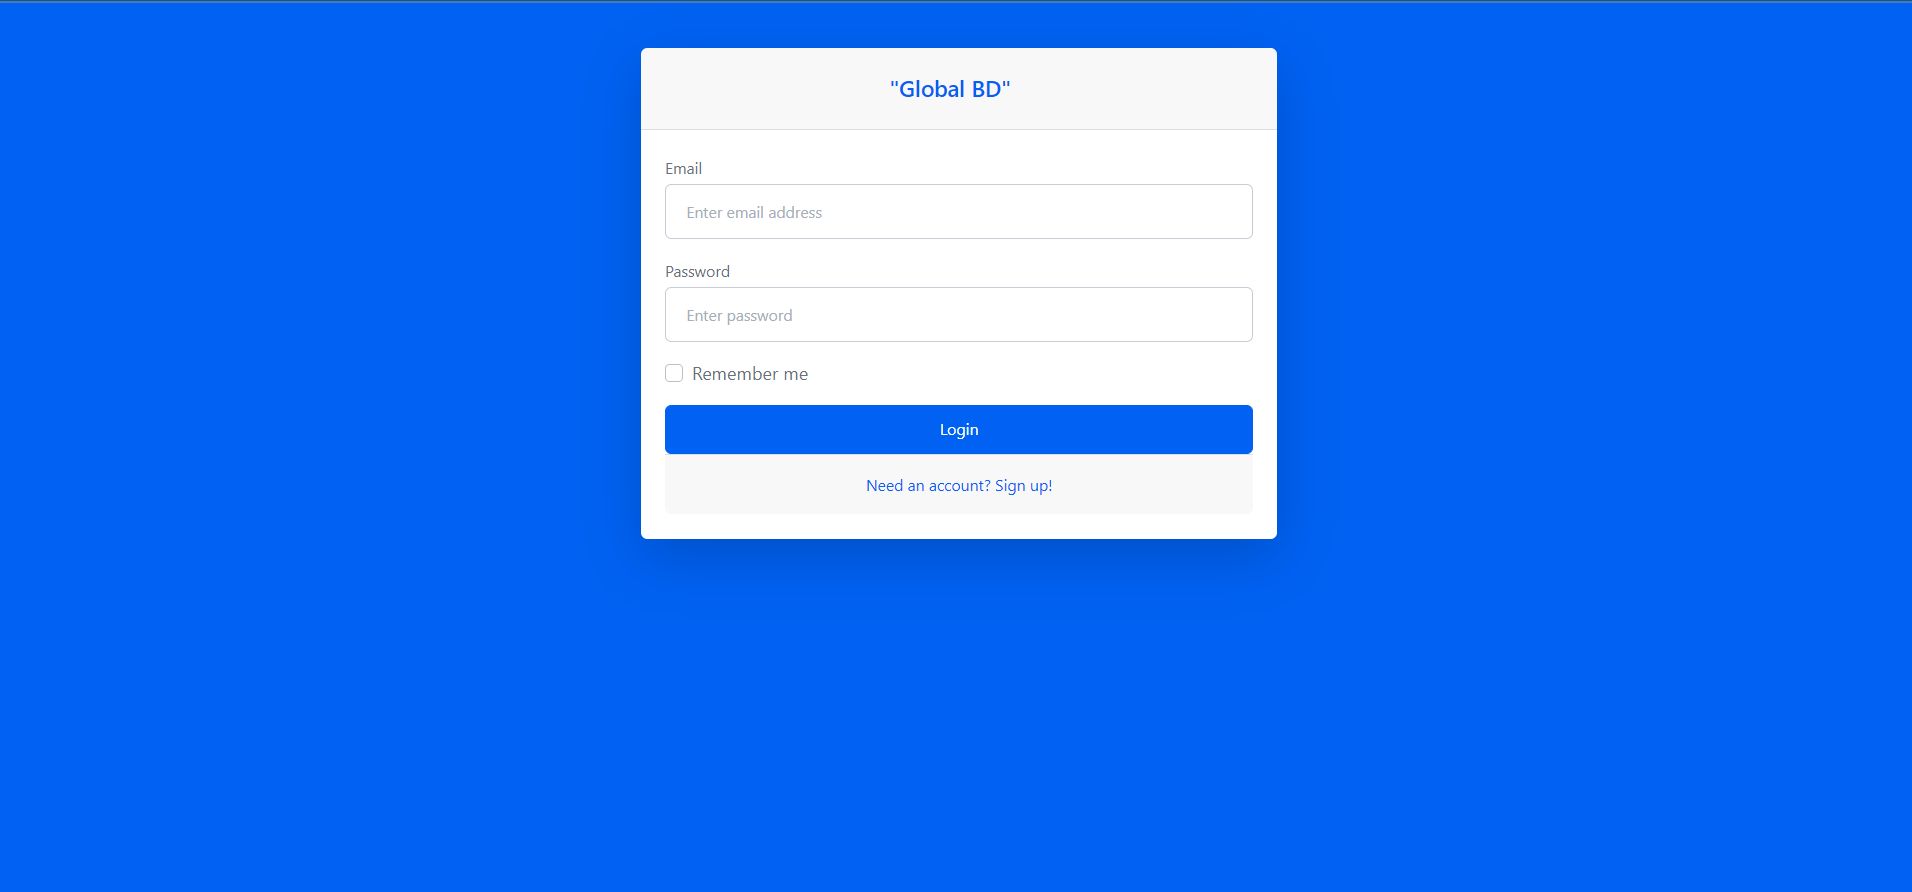 "Global BD"
Email
Enter email address
Password
Enter password
Remember me
Login
Need an account? Sign up!